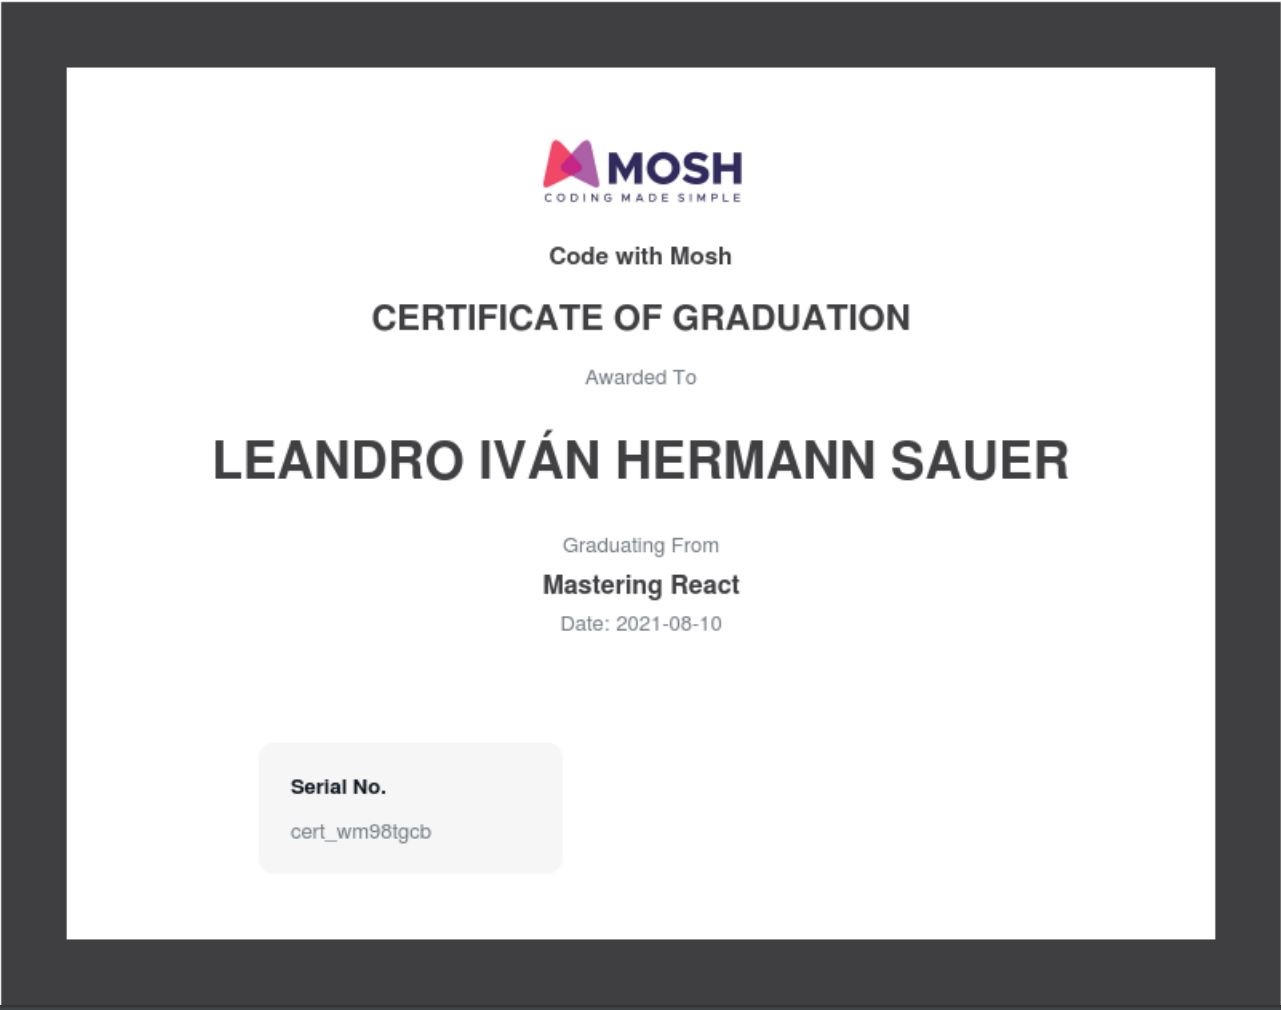 MOSH
CODING MADE SIMPLE
Code with Mosh
CERTIFICATE OF GRADUATION
Awarded To
LEANDRO IVÁN HERMANN SAUER
Graduating From
Mastering React
Date: 2021-08-10
Serial No.
cert_wm98tgcb